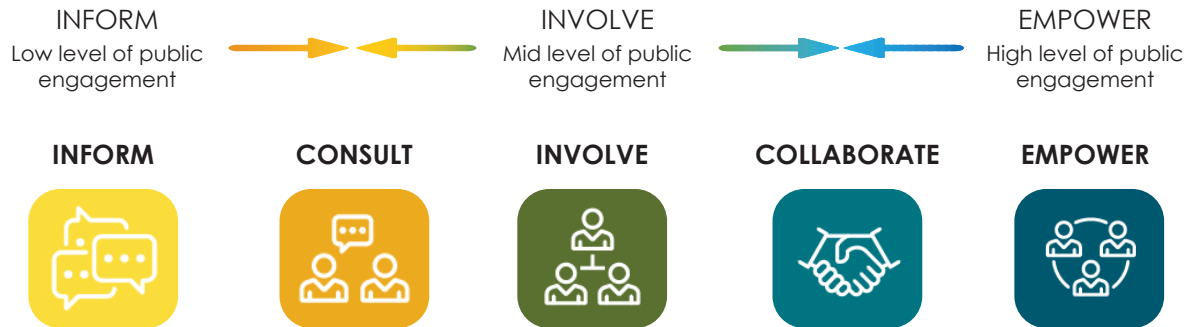 INFORM
Low level of public
engagement
INVOLVE
Mid level of public
engagement
EMPOWER
High level of public
engagement
INFORM
CONSULT
INVOLVE
COLLABORATE
EMPOWER